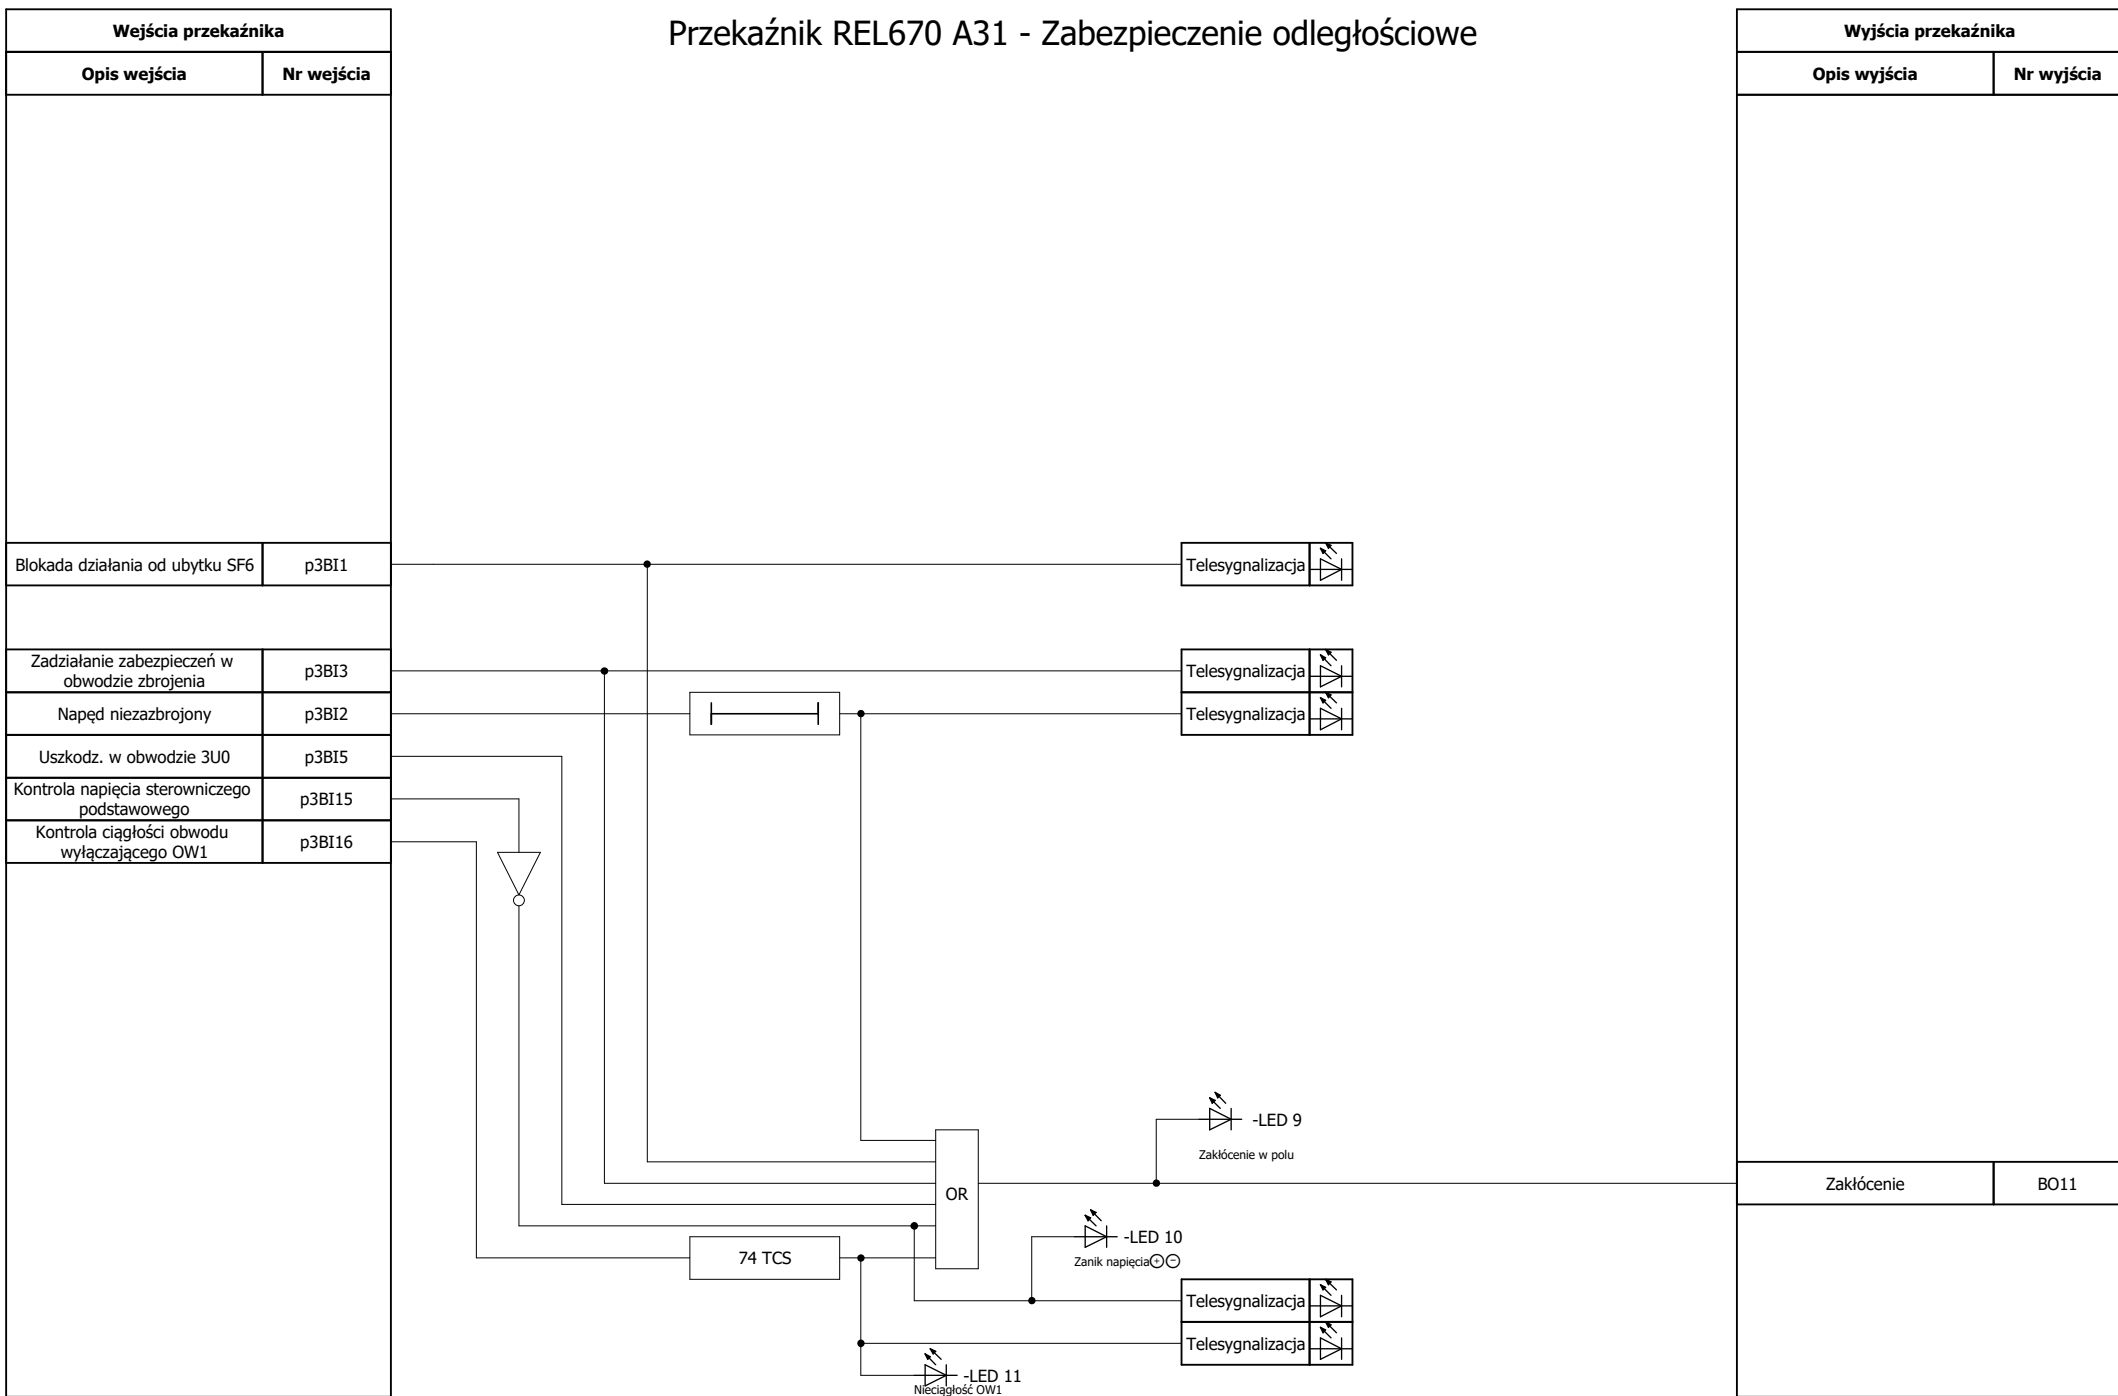 Przekaźnik REL670 A31 - Zabezpieczenie odległościowe
Wejścia przekaźnika
Opis wejścia
Nr wejścia
Wyjścia przekaźnika
Opis wyjścia
Nr wyjścia
Blokada działania od ubytku SF6
p3BI1
Telesygnalizacja
Zadziałanie zabezpieczeń w
obwodzie zbrojenia
p3BI3
Telesygnalizacja
Napęd niezazbrojony
p3BI2
Telesygnalizacja
Uszkodz. w obwodzie 3U0
p3BI5
Kontrola napięcia sterowniczego
podstawowego
p3BI15
Kontrola ciągłości obwodu
wyłączającego OW1
p3BI16
-LED 9
Zakłócenie w polu
OR
Zakłócenie
BO11
-LED 10
Zanik napięcia⊕⊖
74 TCS
Telesygnalizacja
Telesygnalizacja
-LED 11
Nieciągłość OW1